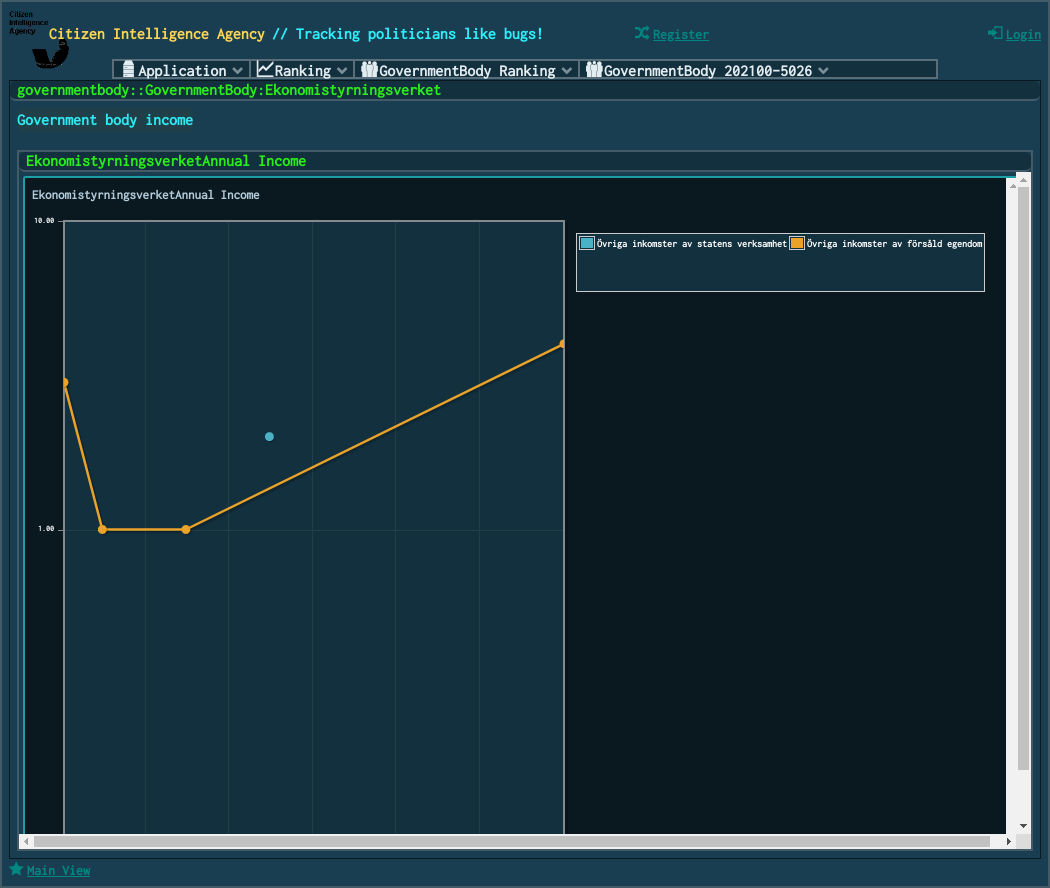 Citizen
Intelligence
Agency
Citizen Intelligence Agency // Tracking politicians like bugs!
Register
Login
Application
Ranking
GovernmentBody Ranking
GovernmentBody 202100-5026
governmentbody::GovernmentBody:Ekonomistyrningsverket
Government body income
EkonomistyrningsverketAnnual Income
EkonomistyrningsverketAnnual Income
10.00
Övriga inkomster av statens verksamhet
Övriga inkomster av försåld egendom
1.00
Main View